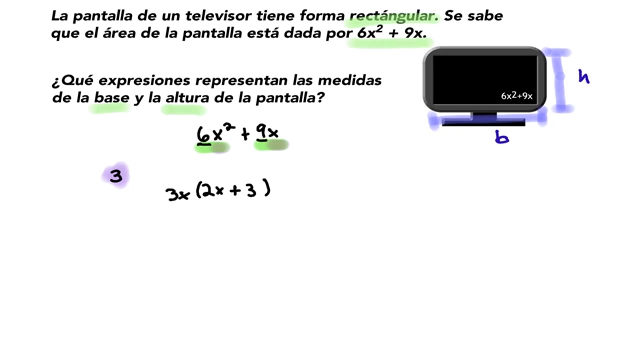 La pantalla de un televisor tiene forma rectángular. Se sabe
que el área de la pantalla está dada por 6x² + 9x.
¿Qué expresiones representan las medidas
de la base y la altura de la pantalla?
6x²+9x
h
b
6x² + 9x
3
3x (2x + 3)